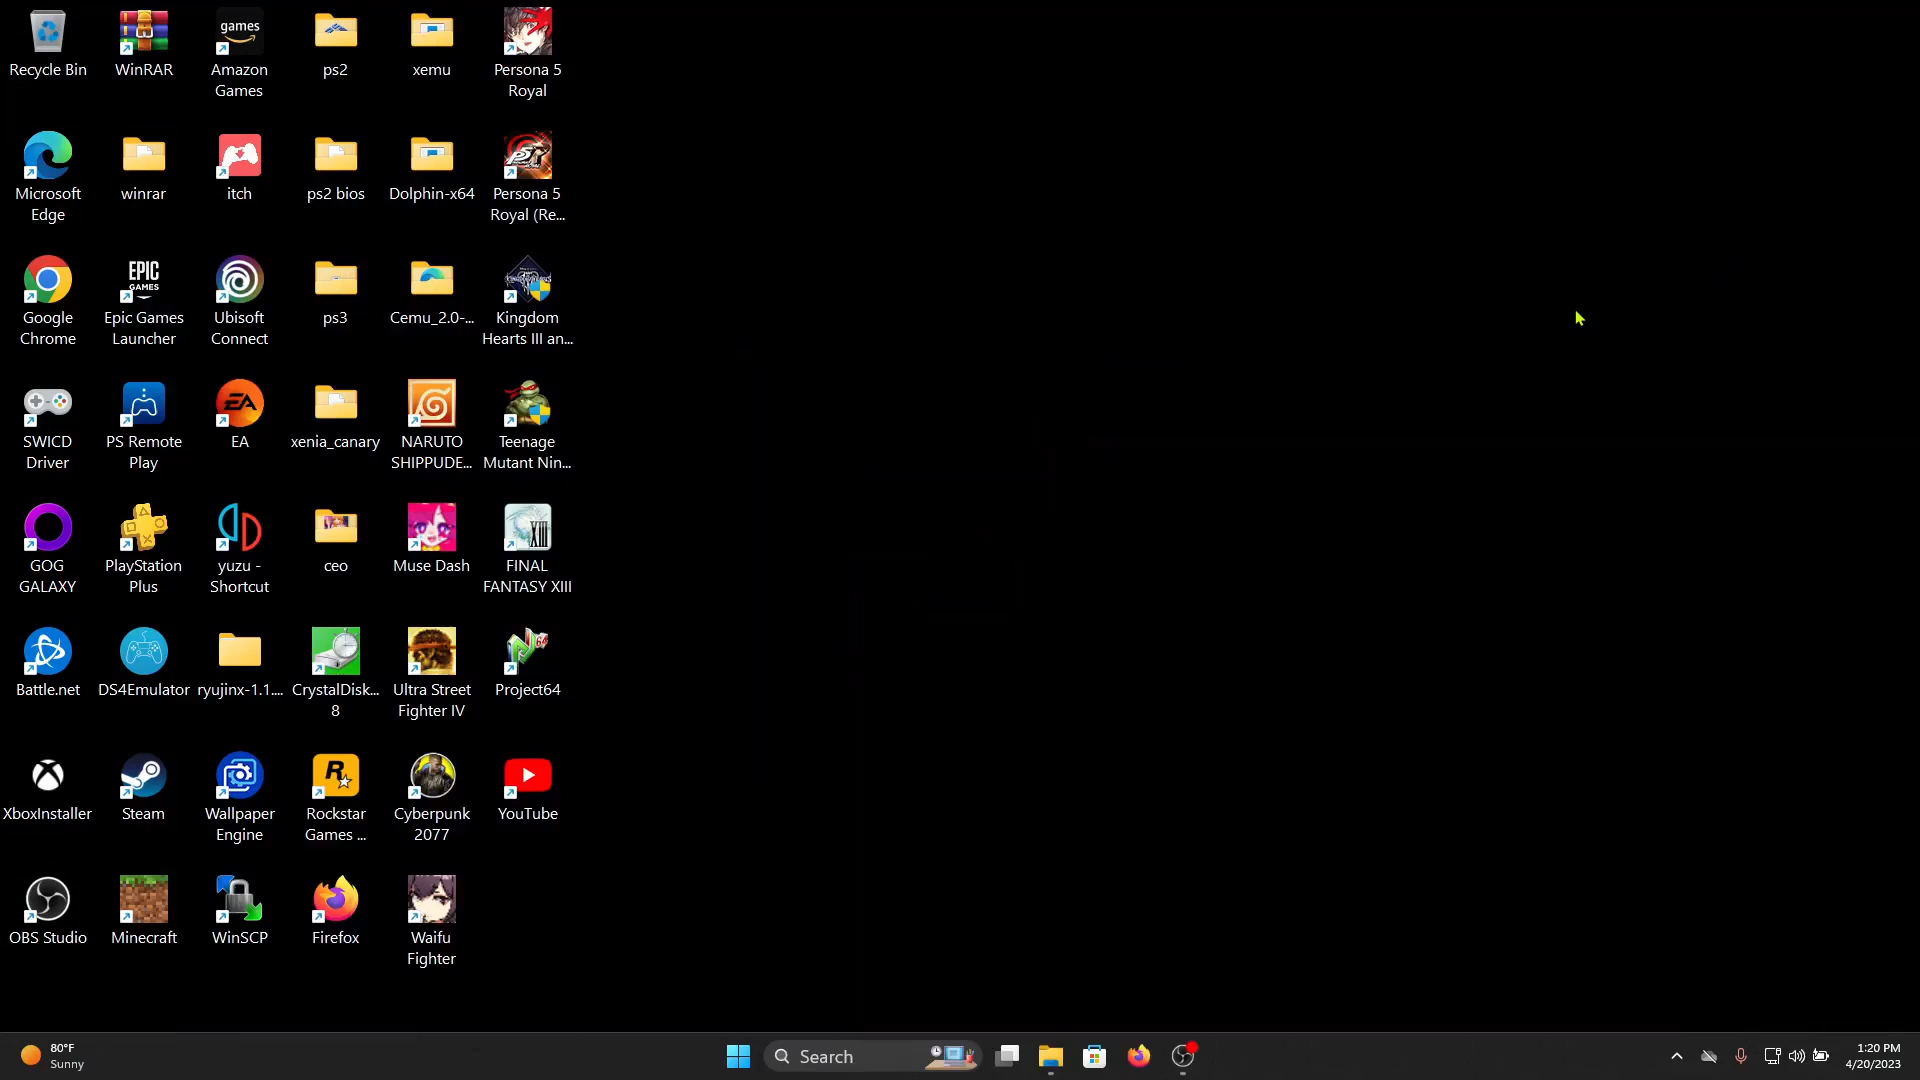 Recycle Bin
WinRAR
games
Amazon
Games
ps2
xemu
Persona 5
Royal
Microsoft
Edge
winrar
itch
ps2 bios
Dolphin-x64
Persona 5
Royal (Re...
Google
Chrome
EPIC
GAMES
Epic Games
Launcher
Ubisoft
Connect
ps3
Cemu_2.0-...
Kingdom
Hearts III an...
SWICD
Driver
PS Remote
Play
EA
EA
xenia_canary
NARUTO
SHIPPUDE...
Teenage
Mutant Nin...
GOG
GALAXY
PlayStation
Plus
yuzu -
Shortcut
ceo
Muse Dash
XIII
FINAL
FANTASY XIII
Battle.net
DS4Emulator
ryujinx-1.1....
CrystalDisk...
8
Ultra Street
Fighter IV
64
Project64
XboxInstaller
Steam
Wallpaper
Engine
R
Rockstar
Games ...
Cyberpunk
2077
YouTube
OBS Studio
Minecraft
WinSCP
Firefox
Waifu
Fighter
80°F
Sunny
Search
1:20 PM
4/20/2023